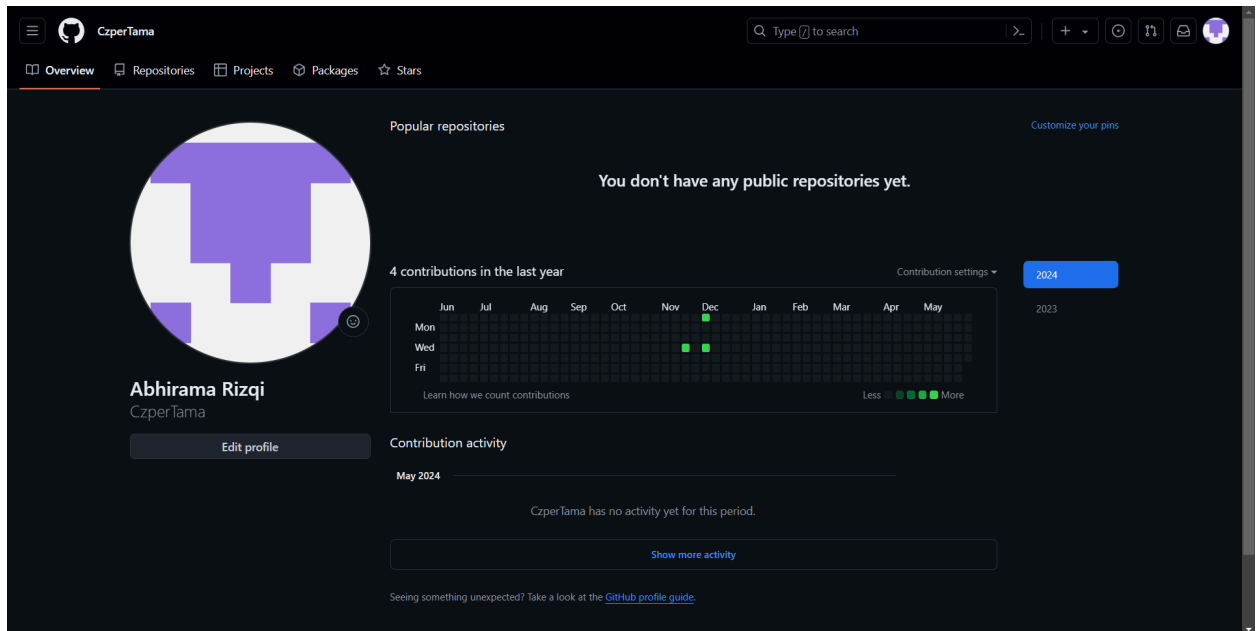 CzperTama
Type / to search
Overview
Repositories
Projects
Packages
Stars
Popular repositories
Customize your pins
You don't have any public repositories yet.
4 contributions in the last year
Contribution settings
2024
2023
Jun Jul Aug Sep Oct Nov Dec Jan Feb Mar Apr May
Mon
Wed
Fri
Learn how we count contributions
Less More
Abhirama Rizqi
CzperTama
Edit profile
Contribution activity
May 2024
CzperTama has no activity yet for this period.
Show more activity
Seeing something unexpected? Take a look at the GitHub profile guide.